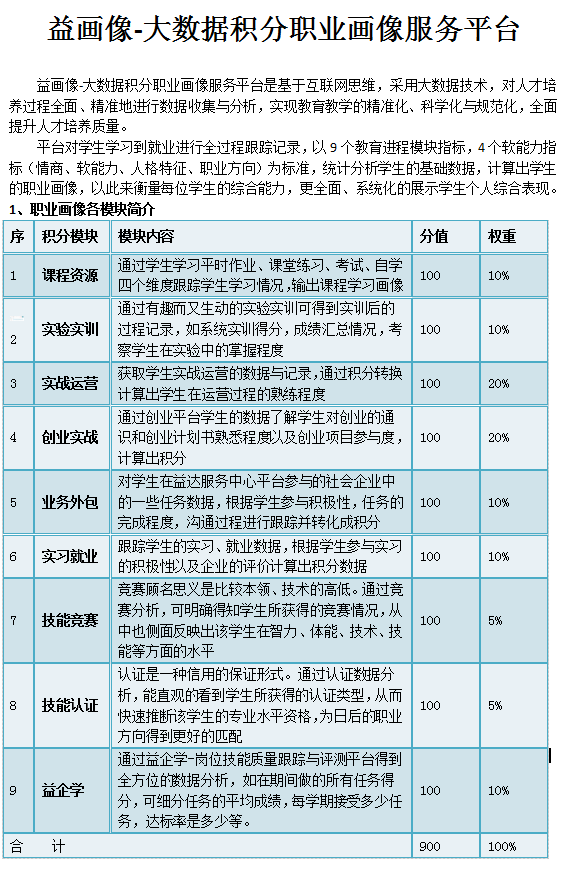 益画像-大数据积分职业画像服务平台
益画像-大数据积分职业画像服务平台是基于互联网思维，采用大数据技术，对人才培
养过程全面、精准地进行数据收集与分析，实现教育教学的精准化、科学化与规范化，全面
提升人才培养质量。
平台对学生学习到就业进行全过程跟踪记录，以 9 个教育进程模块指标，4 个软能力指
标（情商、软能力、人格特征、职业方向）为标准，统计分析学生的基础数据，计算出学生
的职业画像，以此来衡量每位学生的综合能力，更全面、系统化的展示学生个人综合表现。
1、职业画像各模块简介
序 积分模块 模块内容 分值 权重
通过学生学习平时作业、课堂练习、考试、自学
1 课程资源 100 10%
四个维度跟踪学生学习情况,输出课程学习画像
通过有趣而又生动的实验实训可得到实训后的
2 实验实训 过程记录，如系统实训得分，成绩汇总情况，考 100 10%
察学生在实验中的掌握程度
获取学生实战运营的数据与记录,通过积分转换
3 实战运营 100 20%
计算出学生在运营过程的熟练程度
通过创业平台学生的数据了解学生对创业的通
4 创业实战 识和创业计划书熟悉程度以及创业项目参与度， 100 20%
计算出积分
对学生在益达服务中心平台参与的社会企业中
5 业务外包 的一些任务数据，根据学生参与积极性，任务的 100 10%
完成程度，沟通过程进行跟踪并转化成积分
跟踪学生的实习、就业数据，根据学生参与实习
6 实习就业 100 10%
的积极性以及企业的评价计算出积分数据
竞赛顾名思义是比较本领、技术的高低。通过竞
7 技能竞赛 赛分析，可明确得知学生所获得的竞赛情况，从 100 5%
中也侧面反映出该学生在智力、体能、技术、技
能等方面的水平
认证是一种信用的保证形式。通过认证数据分
8 技能认证 析，能直观的看到学生所获得的认证类型，从而 100 5%
快速推断该学生的专业水平资格,为日后的职业
方向得到更好的匹配
通过益企学-岗位技能质量跟踪与评测平台得到
9 益企学 全方位的数据分析，如在期间做的所有任务得 100 10%
分，可细分任务的平均成绩，每学期接受多少任
务，达标率是多少等。
合 计 900 100%